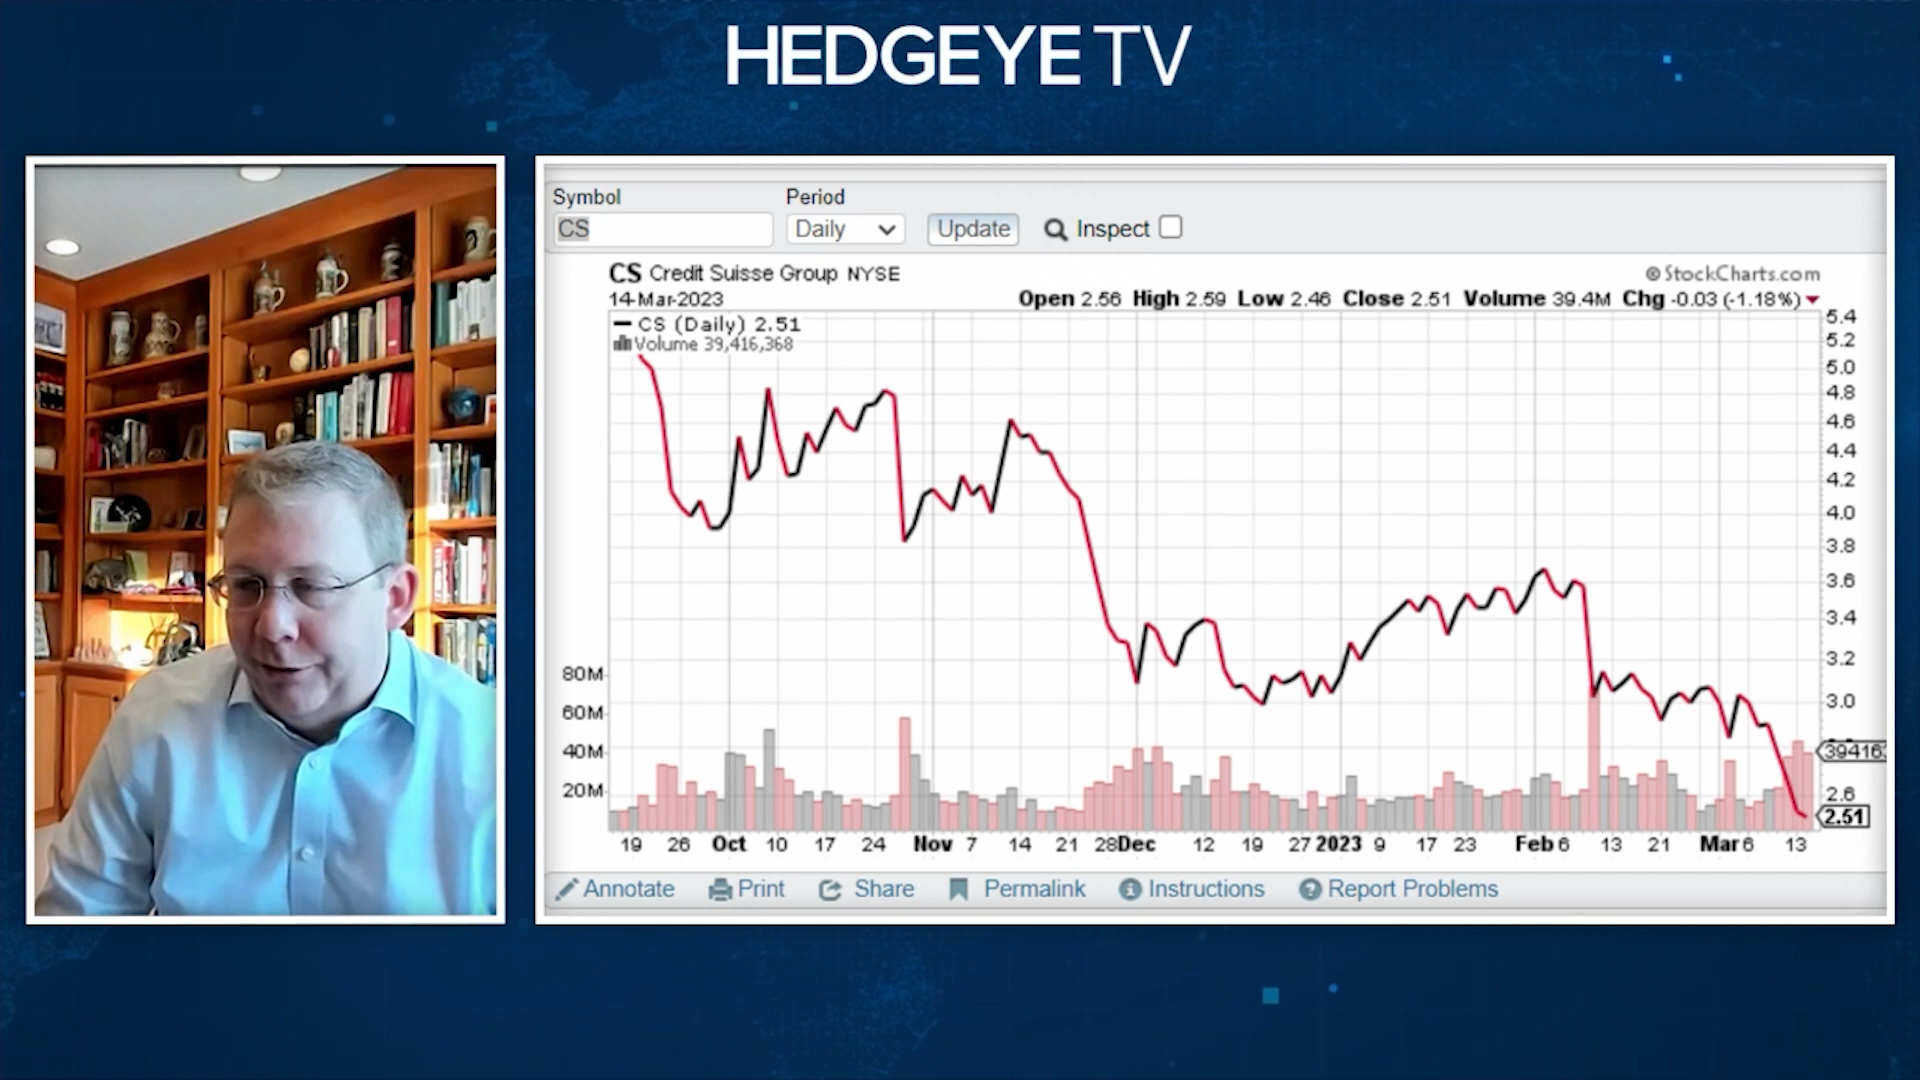 HEDGEYE TV
Symbol
Period
CS
Daily
Update
Inspect
CS Credit Suisse Group NYSE
© StockCharts.com
14-Mar-2023
Open 2.56 High 2.59 Low 2.46 Close 2.51 Volume 39.4M Chg -0.03 (-1.18%)
CS (Daily) 2.51
Volume 39,416,368
5.4
5.2
5.0
4.8
4.6
4.4
4.2
4.0
3.8
3.6
3.4
3.2
3.0
2.6
2.51
80M
60M
40M
20M
19 26 Oct 10 17 24 Nov 7 14 21 28 Dec 12 19 27 2023 9 17 23 Feb 6 13 21 Mar 6 13
Annotate Print Share Permalink Instructions Report Problems